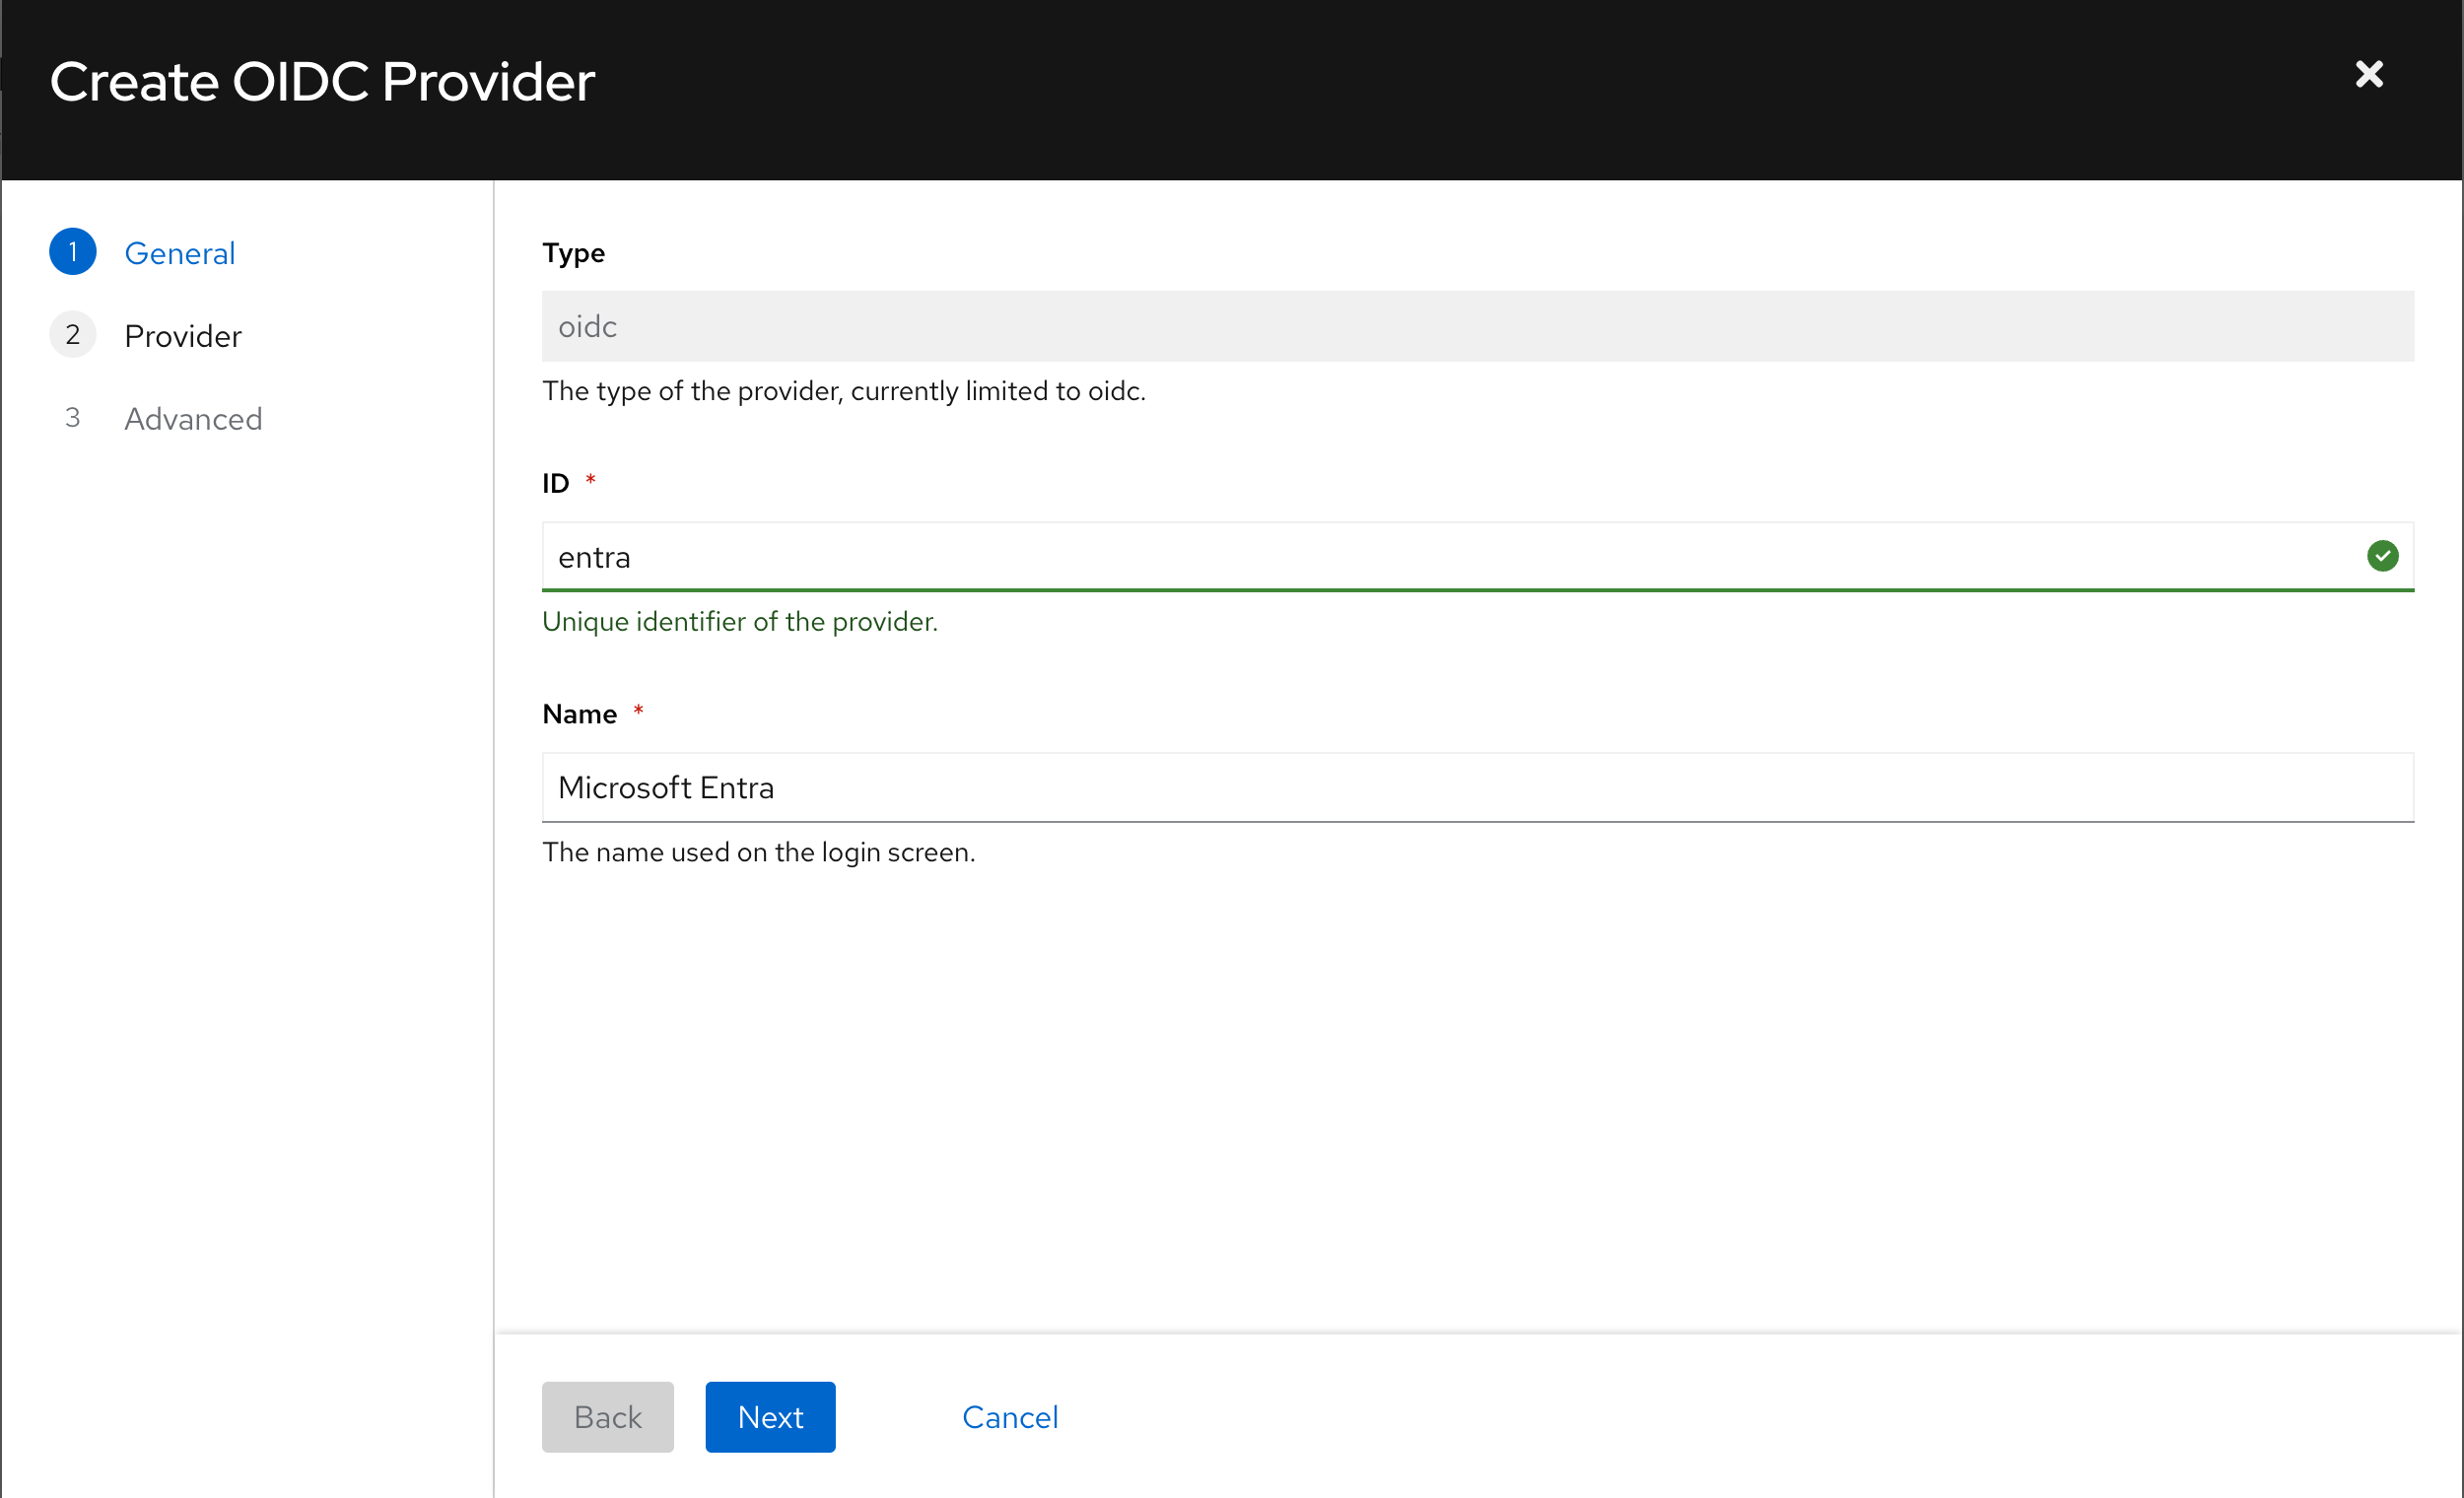 Create OIDC Provider
1 General
2 Provider
3 Advanced
Type
oidc
The type of the provider, currently limited to oidc.
ID *
entra
Unique identifier of the provider.
Name *
Microsoft Entra
The name used on the login screen.
Back Next Cancel